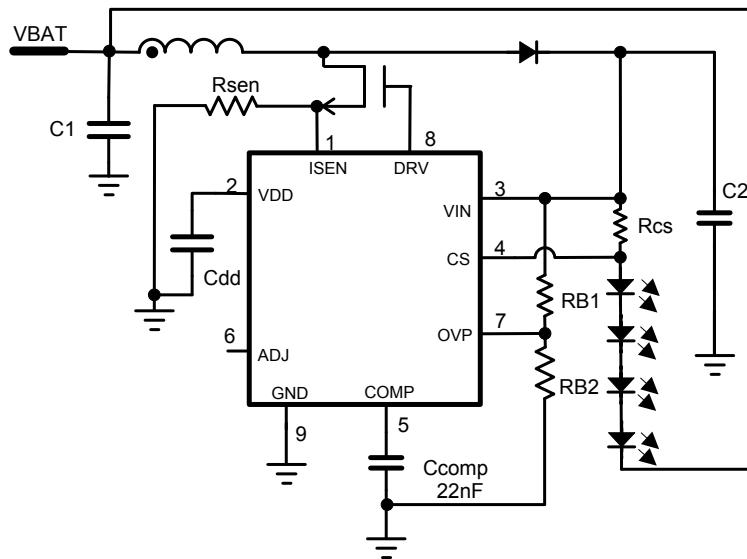 VBAT
Rsen
C1
1
8
ISEN
DRV
2
VDD
3
VIN
C2
Rcs
4
CS
Cdd
RB1
7
OVP
6
ADJ
RB2
GND
COMP
9
5
Ccomp
22nF